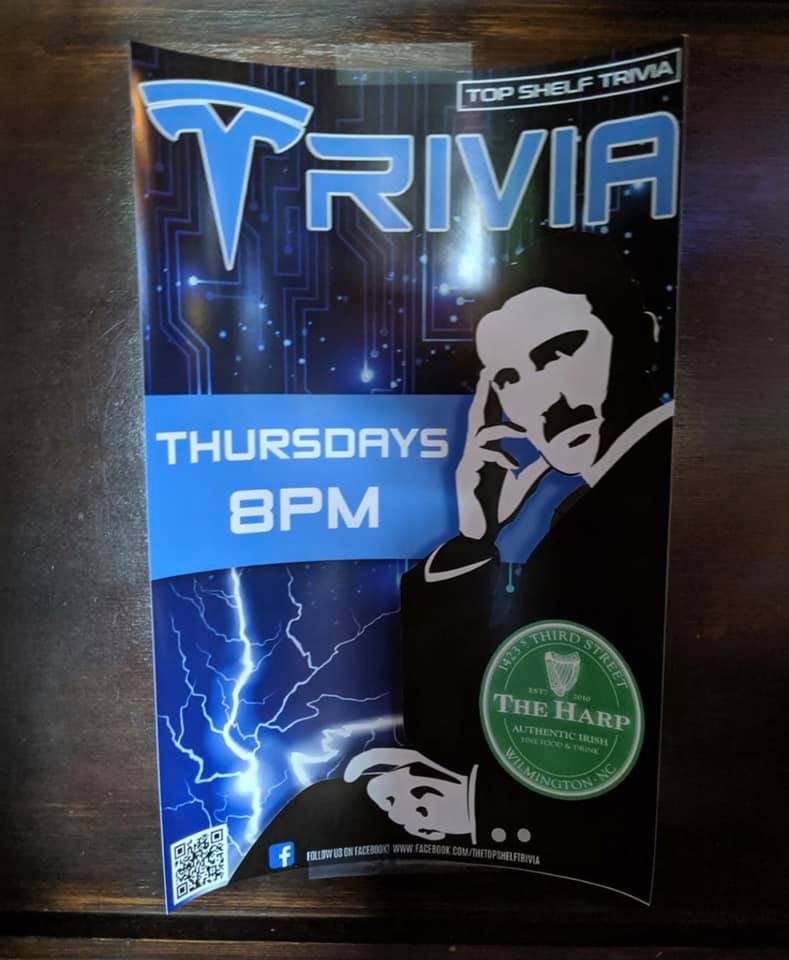 TOP SHELF TRIVIA
TRIVIA
THURSDAYS
8PM
1423 S THIRD STREET
EST? 2010
THE HARP
AUTHENTIC IRISH
FINE FOOD & DRINK
WILMINGTON · NC
f
FOLLOW US ON FACEBOOK! WWW.FACEBOOK.COM/THETOPSHELFTRIVIA